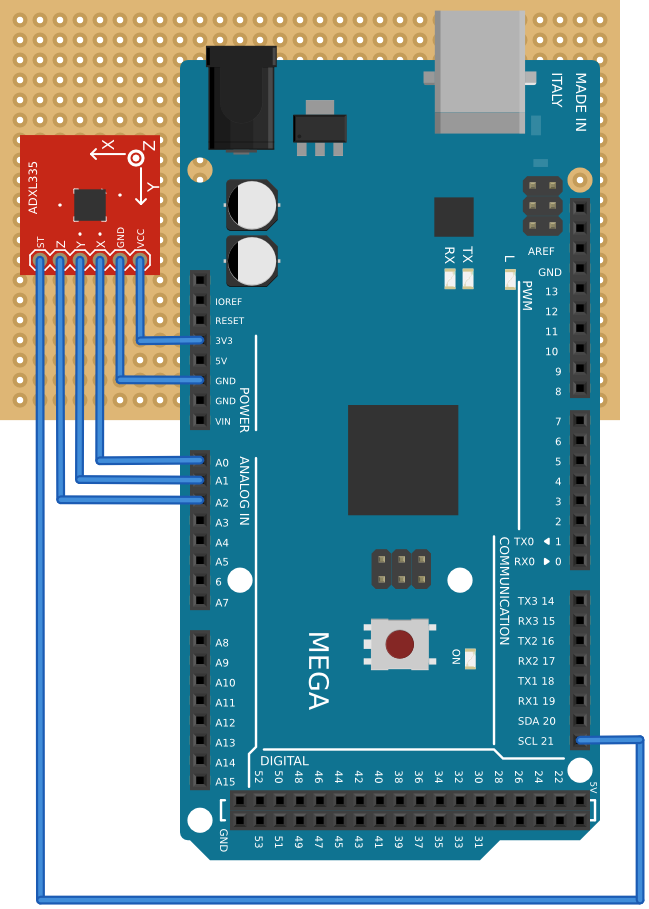 ADXL335
X
Z
Y
ST
Z
Y
X
GND
VCC
MADE IN
ITALY
RX
TX
L
PWM
AREF
GND
13
12
11
10
9
8
7
6
5
4
3
2
TX0 ◄ 1
RX0 ► 0
IOREF
RESET
3V3
5V
GND
GND
VIN
POWER
A0
A1
A2
A3
A4
A5
6
A7
ANALOG IN
A8
A9
A10
A11
A12
A13
A14
A15
MEGA
ON
COMMUNICATION
TX3 14
RX3 15
TX2 16
RX2 17
TX1 18
RX1 19
SDA 20
SCL 21
DIGITAL
52 50 48 46 44 42 40 38 36 34 32 30 28 26 24 22
5V
GND
53 51 49 47 45 43 41 39 37 35 33 31